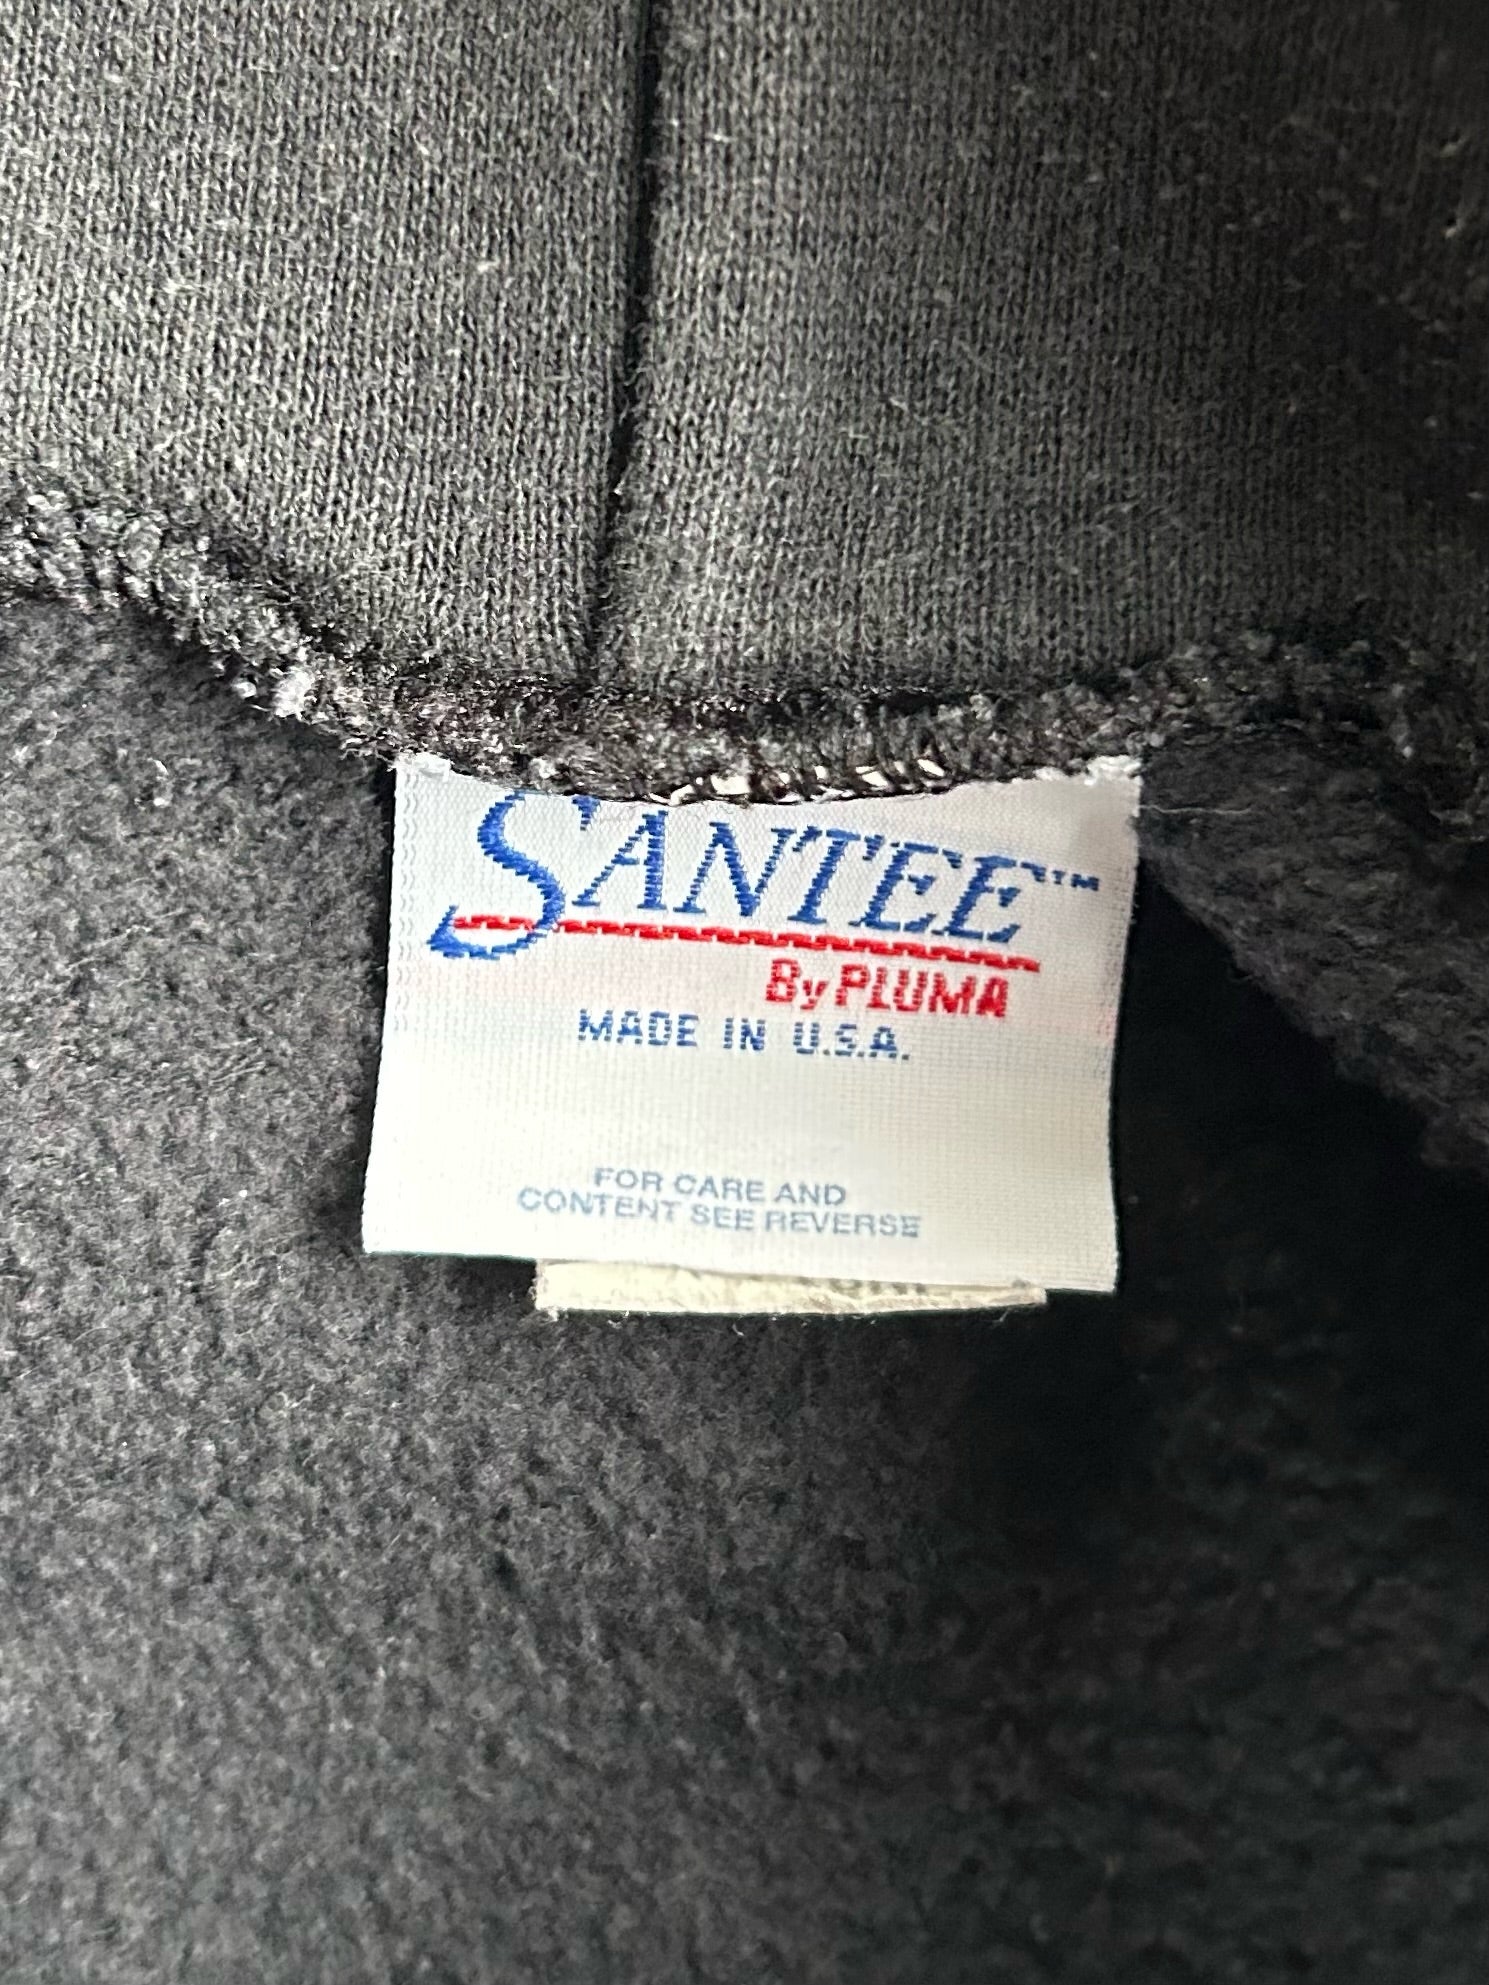 SANTEE™
By PLUMA
MADE IN U.S.A.
FOR CARE AND
CONTENT SEE REVERSE